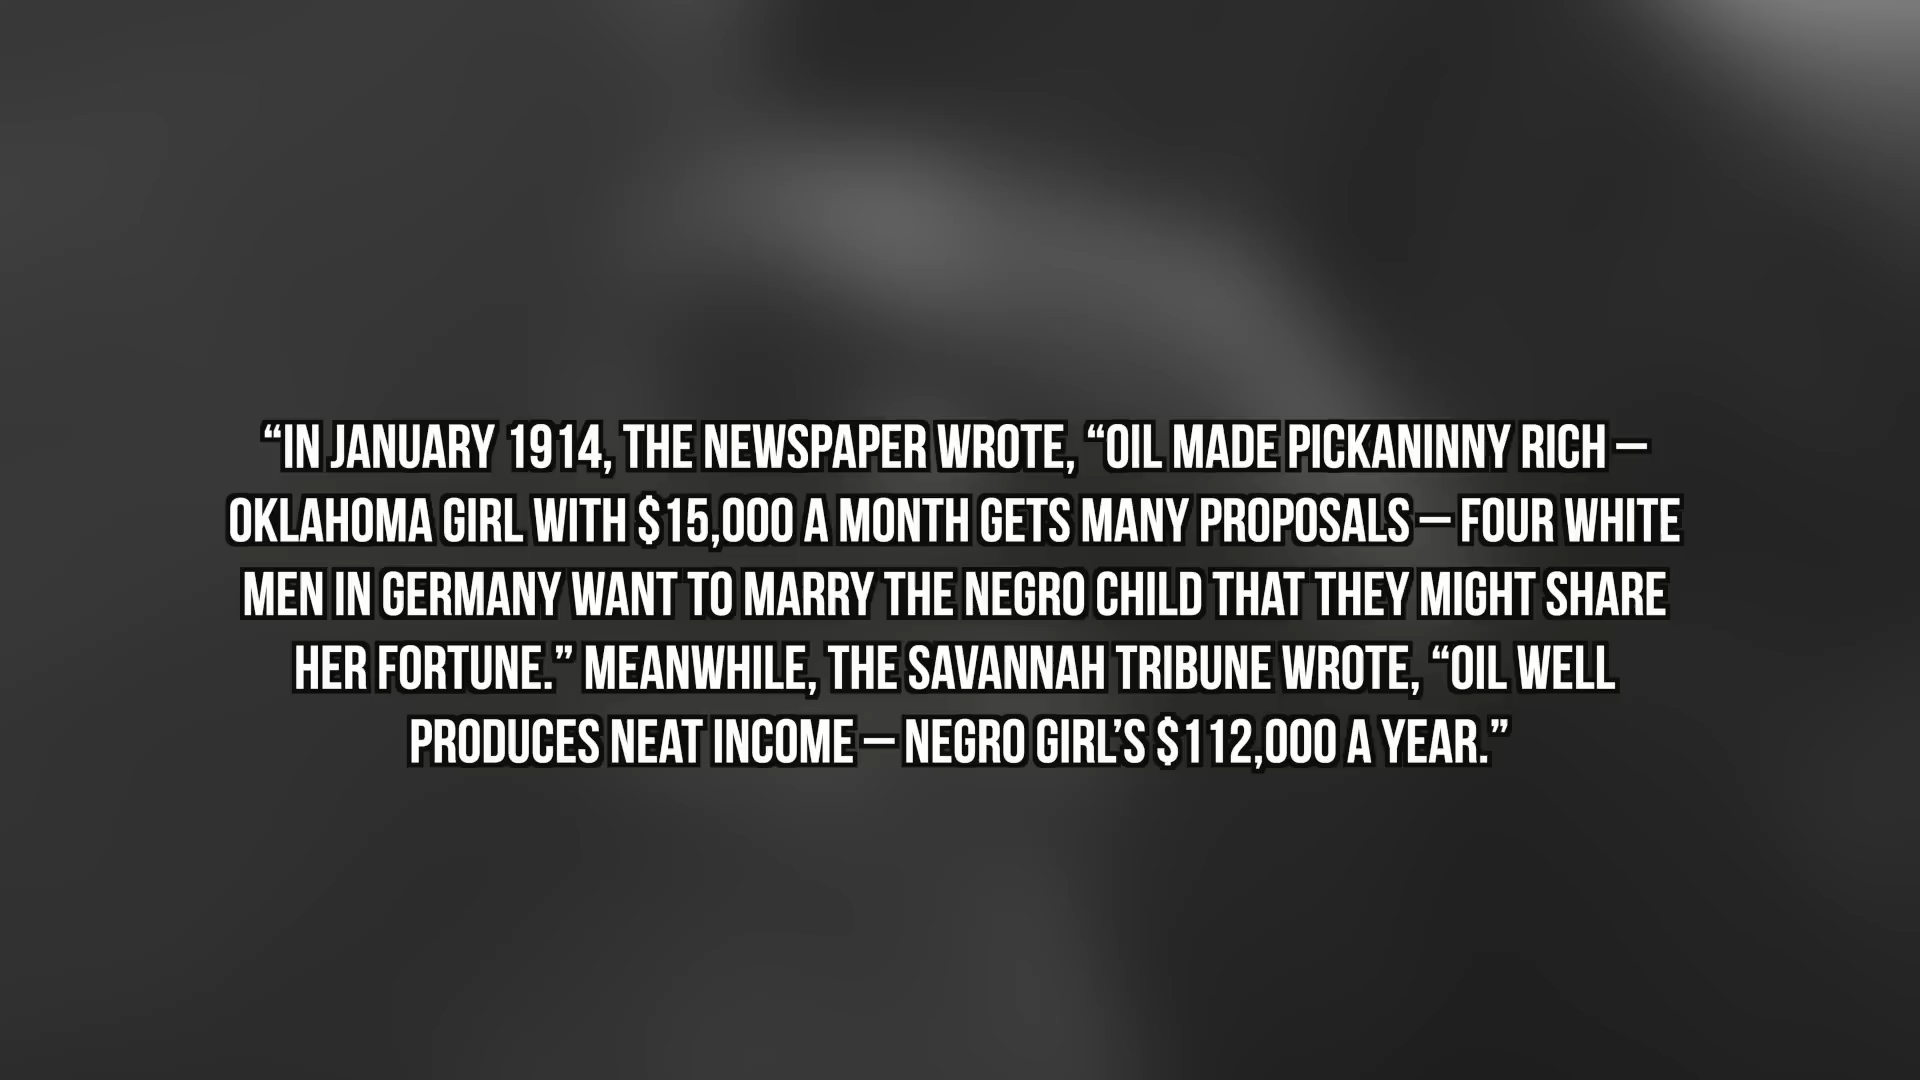 “IN JANUARY 1914, THE NEWSPAPER WROTE, “OIL MADE PICKANINNY RICH –
OKLAHOMA GIRL WITH $15,000 A MONTH GETS MANY PROPOSALS – FOUR WHITE
MEN IN GERMANY WANT TO MARRY THE NEGRO CHILD THAT THEY MIGHT SHARE
HER FORTUNE.” MEANWHILE, THE SAVANNAH TRIBUNE WROTE, “OIL WELL
PRODUCES NEAT INCOME – NEGRO GIRL’S $112,000 A YEAR.”